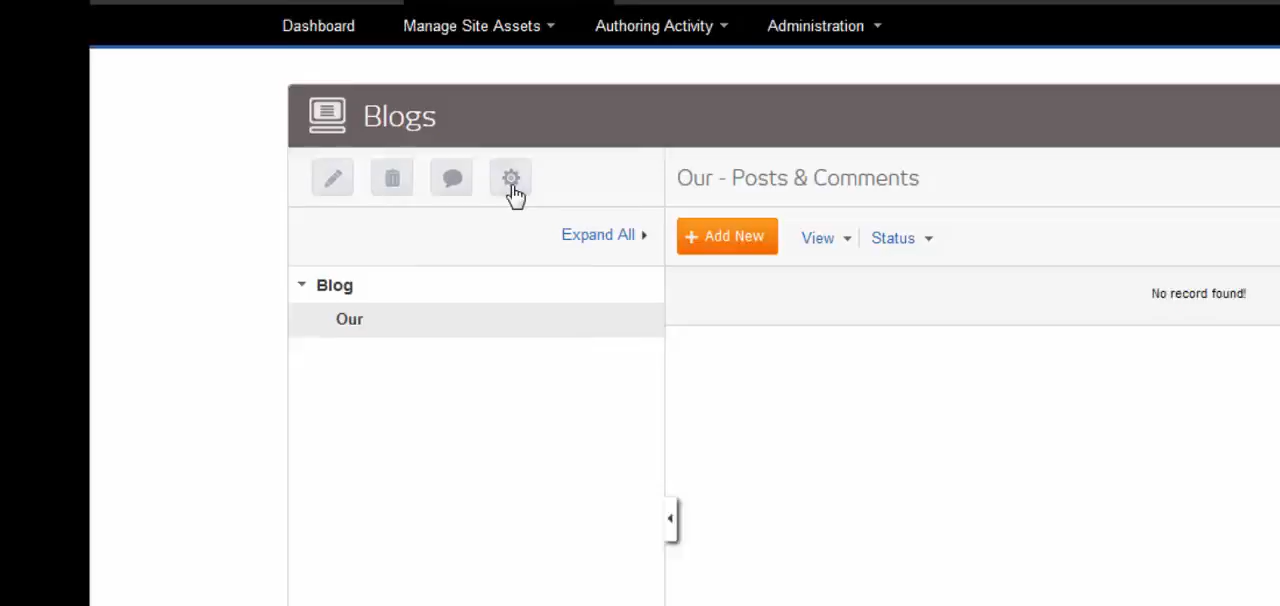 Dashboard Manage Site Assets Authoring Activity Administration
Blogs
Our - Posts & Comments
Expand All
+ Add New View Status
Blog
No record found!
Our